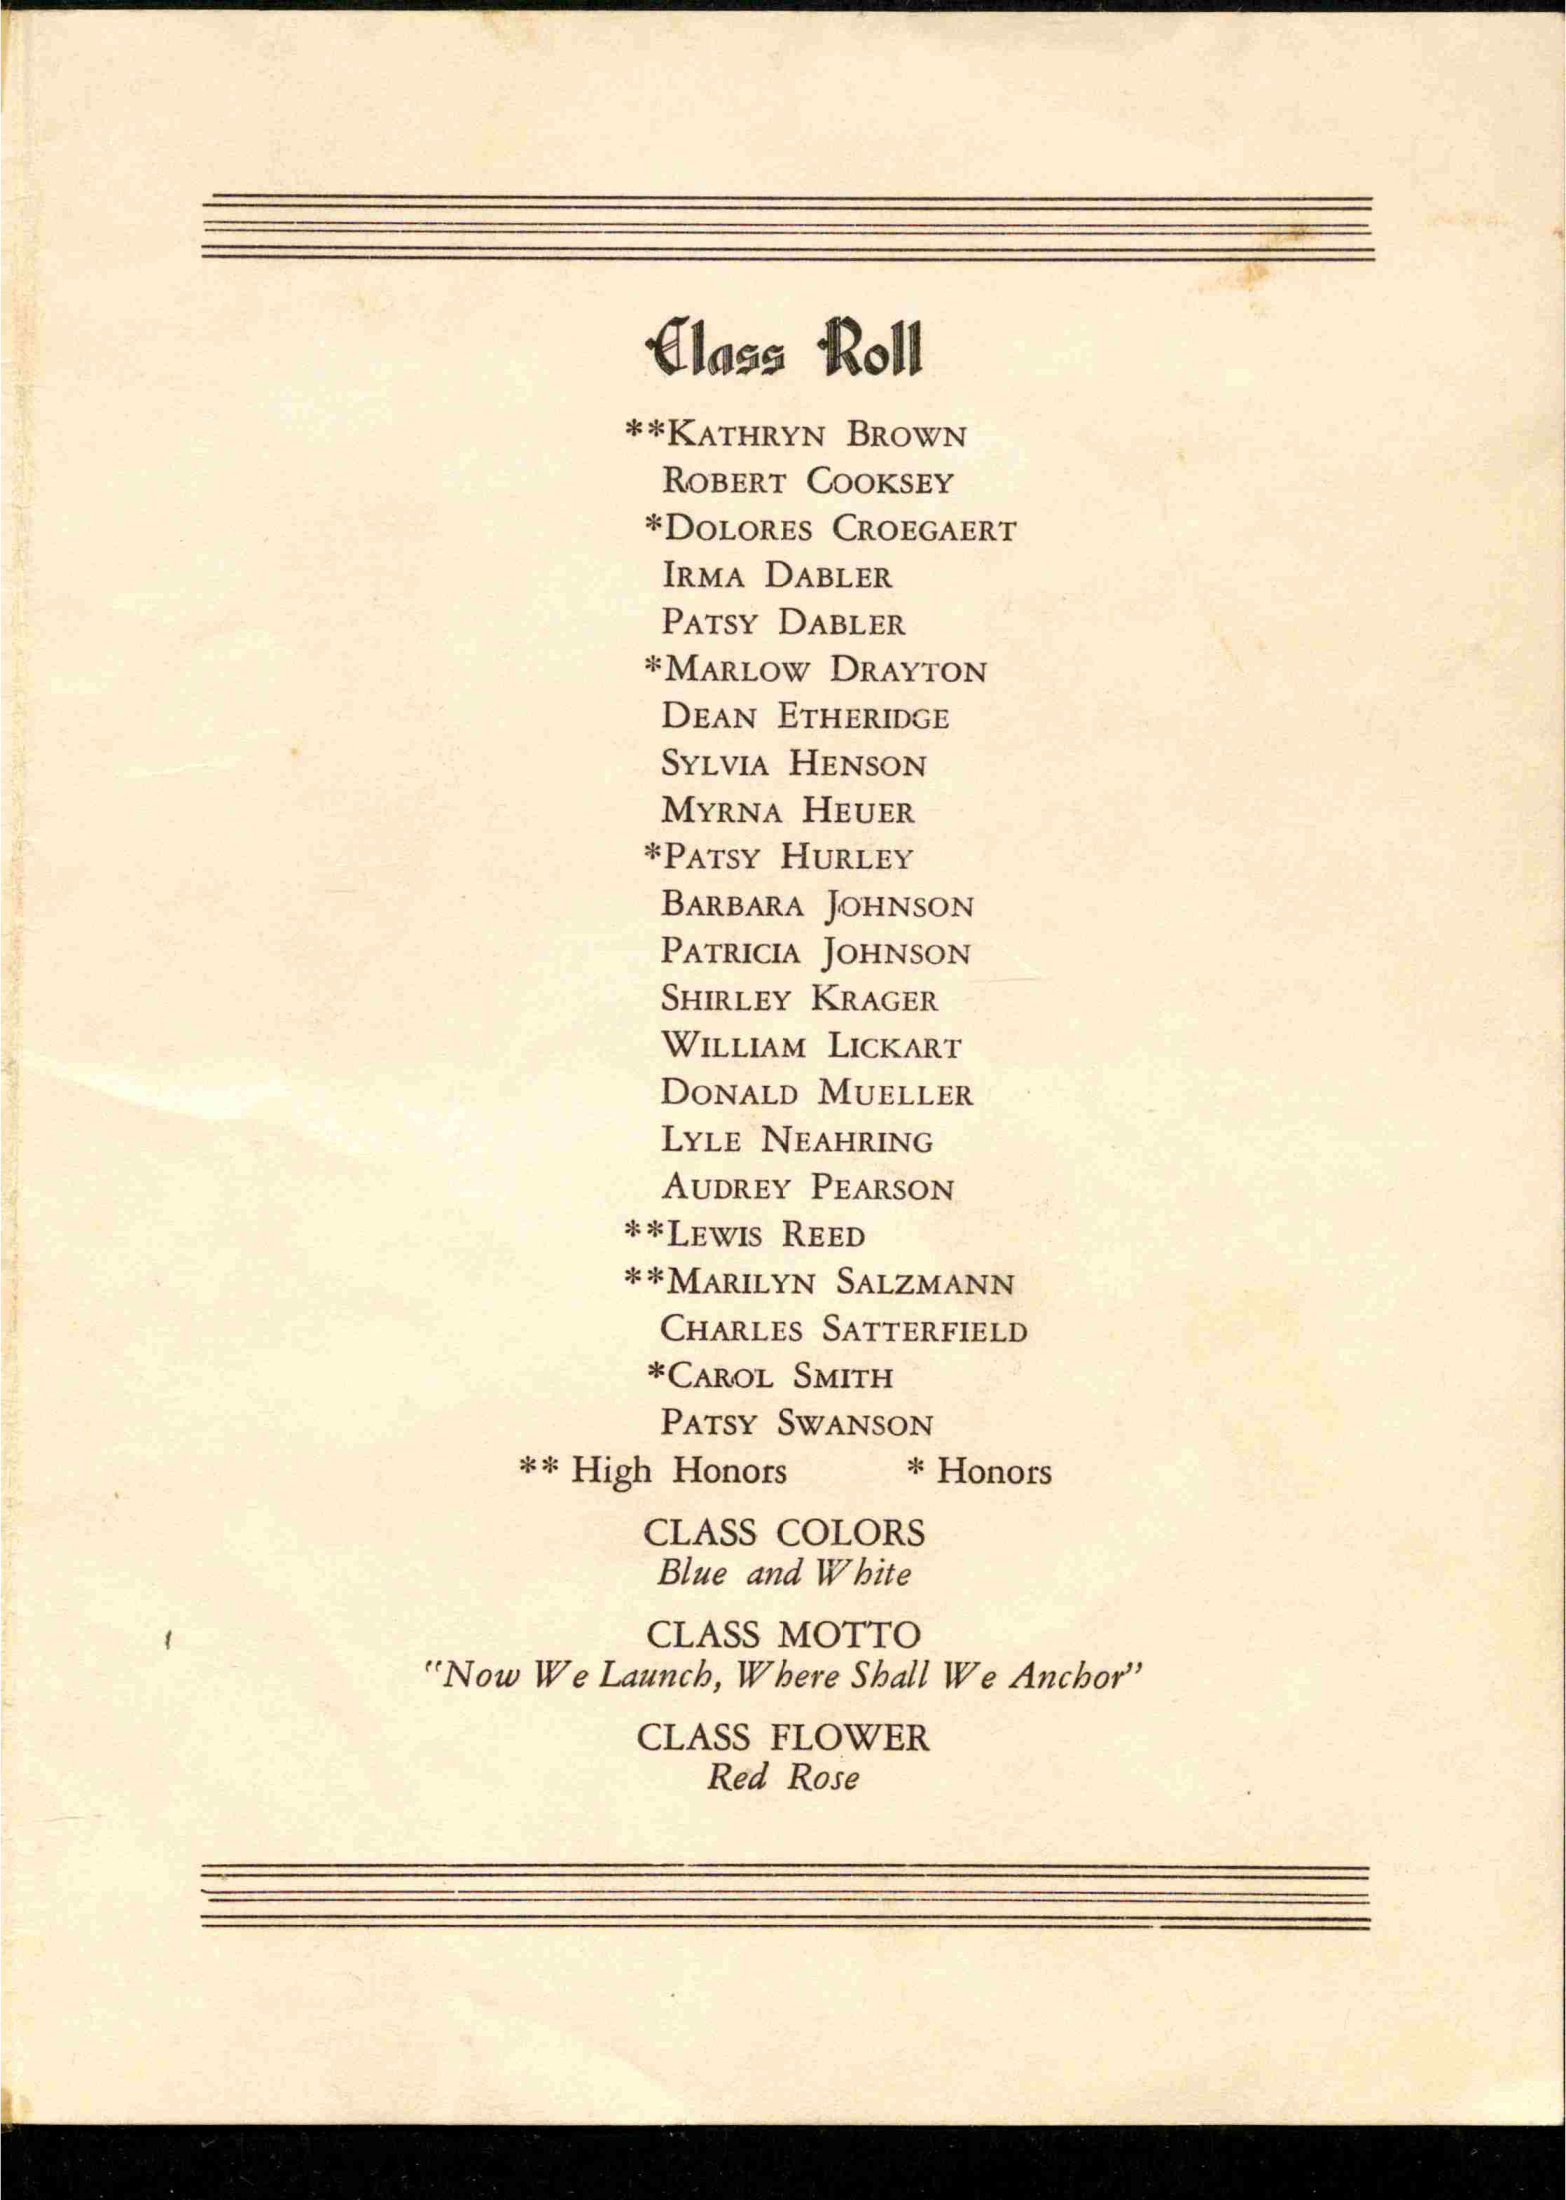 Class Roll
**KATHRYN BROWN
ROBERT COOKSEY
*DOLORES CROEGAERT
IRMA DABLER
PATSY DABLER
*MARLOW DRAYTON
DEAN ETHERIDGE
SYLVIA HENSON
MYRNA HEUER
*PATSY HURLEY
BARBARA JOHNSON
PATRICIA JOHNSON
SHIRLEY KRAGER
WILLIAM LICKART
DONALD MUELLER
LYLE NEAHRING
AUDREY PEARSON
**LEWIS REED
**MARILYN SALZMANN
CHARLES SATTERFIELD
*CAROL SMITH
PATSY SWANSON
** High Honors * Honors
CLASS COLORS
Blue and White
CLASS MOTTO
"Now We Launch, Where Shall We Anchor"
CLASS FLOWER
Red Rose